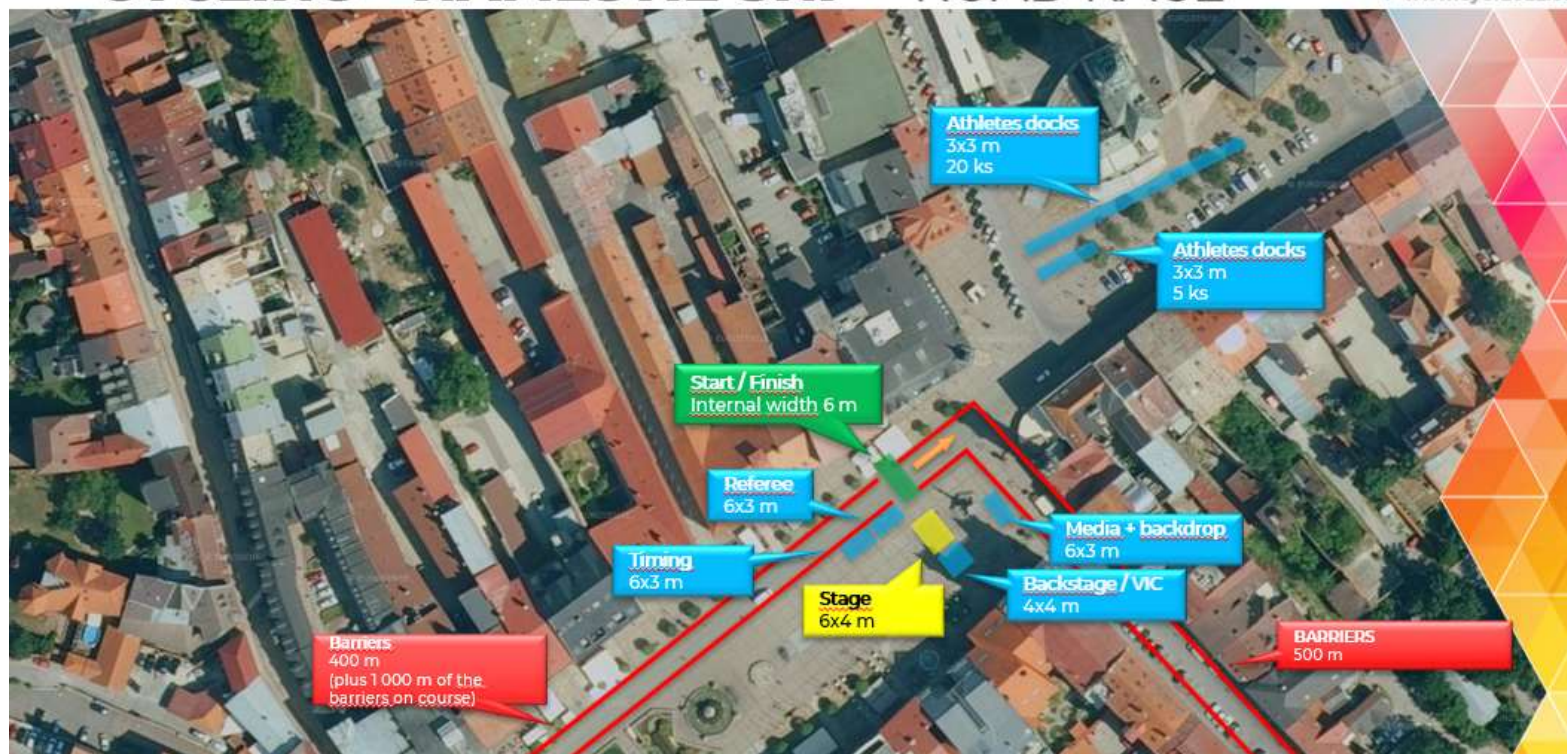 Athletes docks
3x3 m
20 ks
Athletes docks
3x3 m
5 ks
Start / Finish
Internal width 6 m
Referee
6x3 m
Media + backdrop
6x3 m
Timing
6x3 m
Backstage / VIC
4x4 m
Stage
6x4 m
Barriers
400 m
(plus 1 000 m of the
barriers on course)
BARRIERS
500 m